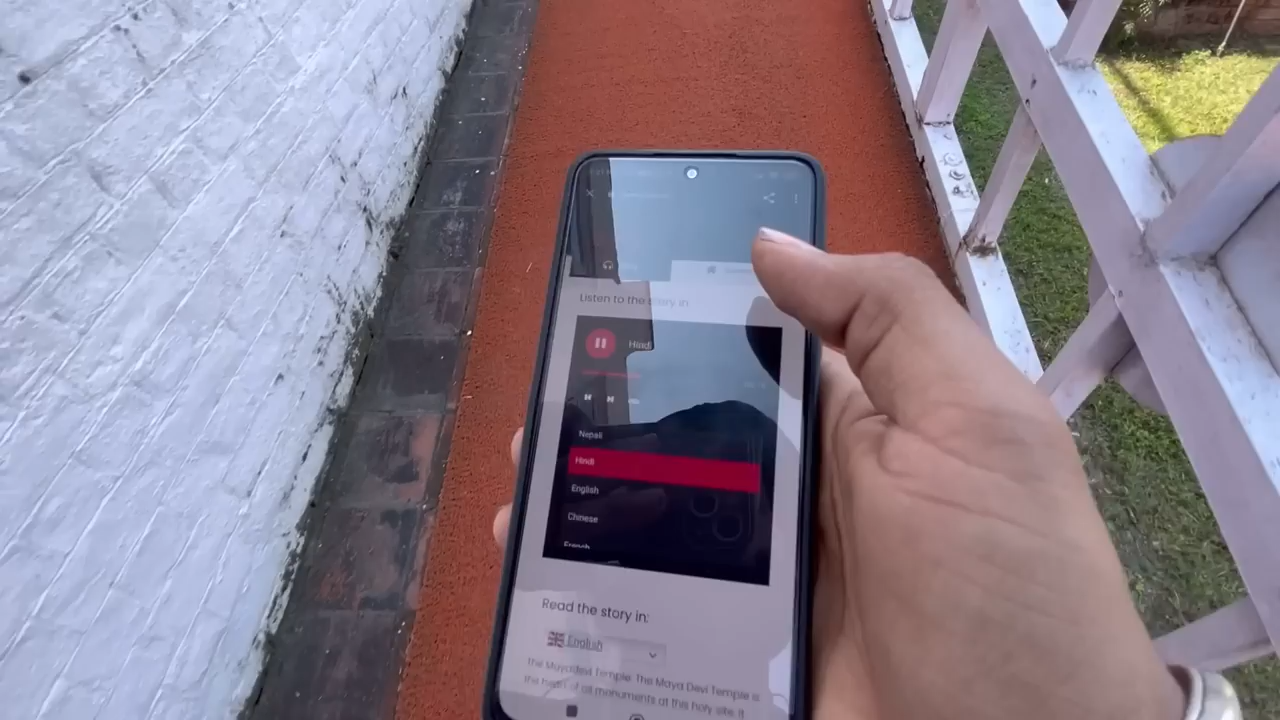 Listen to the story in
Hindi
Nepali
Hindi
English
Chinese
French
Read the story in:
English
the Mayadevi Temple. The Maya Devi Temple is
the heart of all monuments at this holy site. It